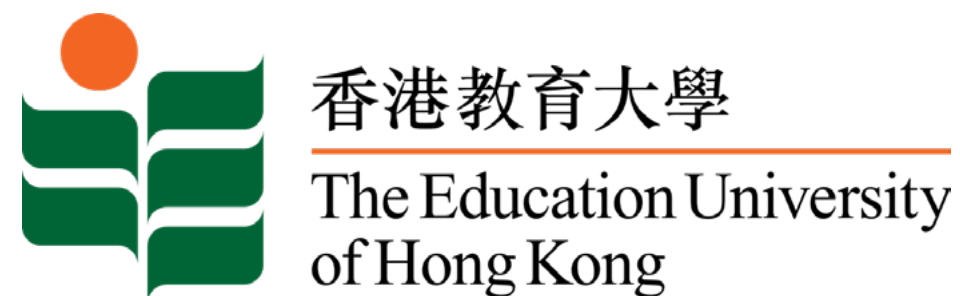 香港教育大學
The Education University
of Hong Kong